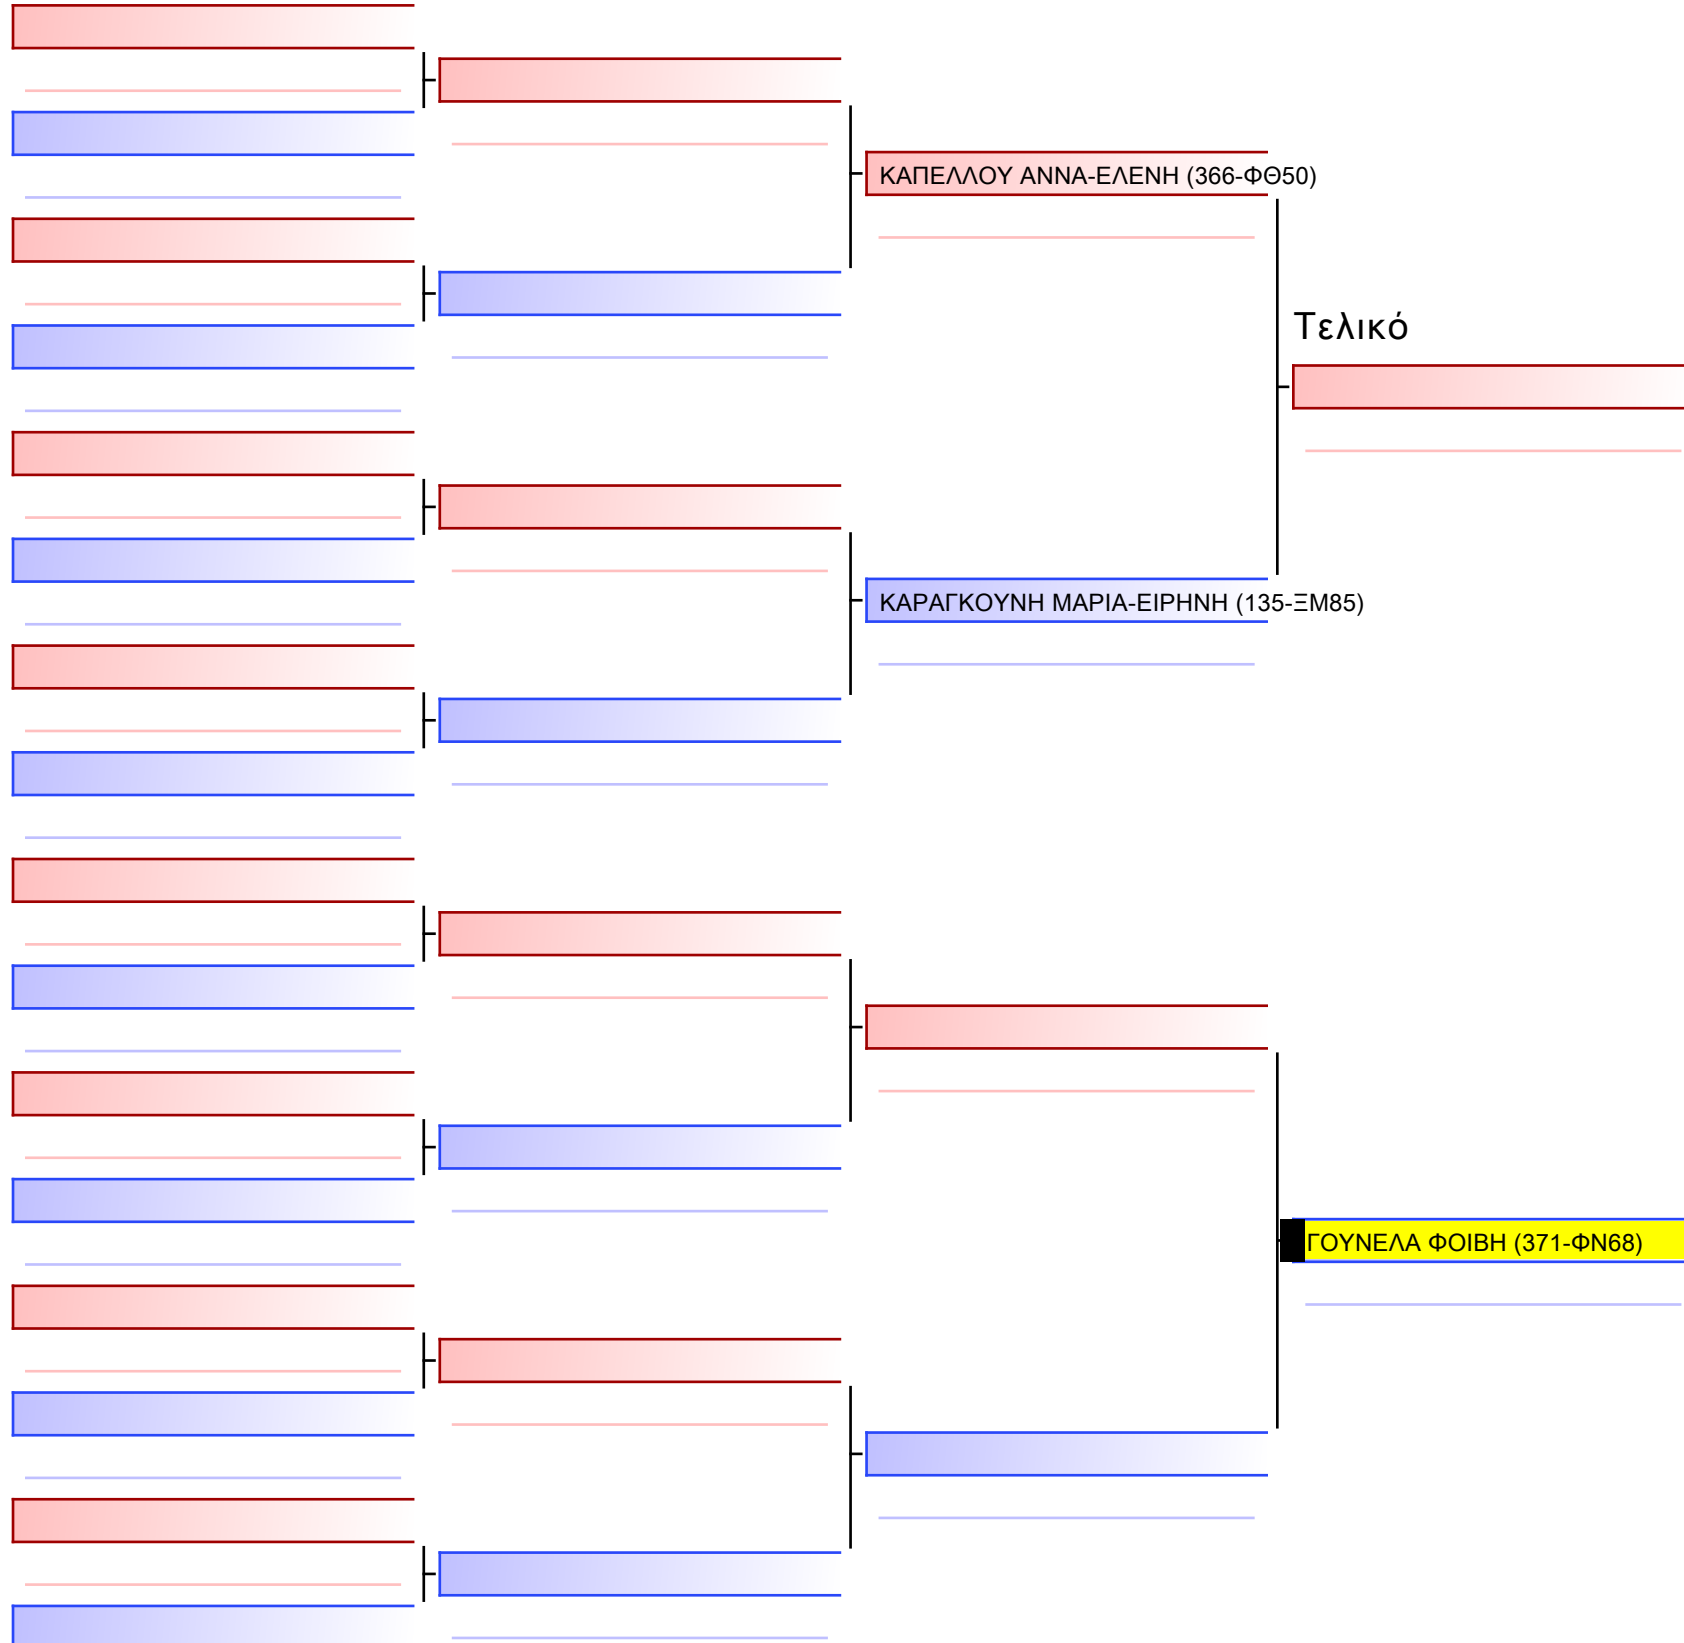 ΚΑΠΕΛΛΟΥ ΑΝΝΑ-ΕΛΕΝΗ (366-ΦΘ50)
Τελικό
ΚΑΡΑΓΚΟΥΝΗ ΜΑΡΙΑ-ΕΙΡΗΝΗ (135-ΞΜ85)
ΓΟΥΝΕΛΑ ΦΟΙΒΗ (371-ΦΝ68)